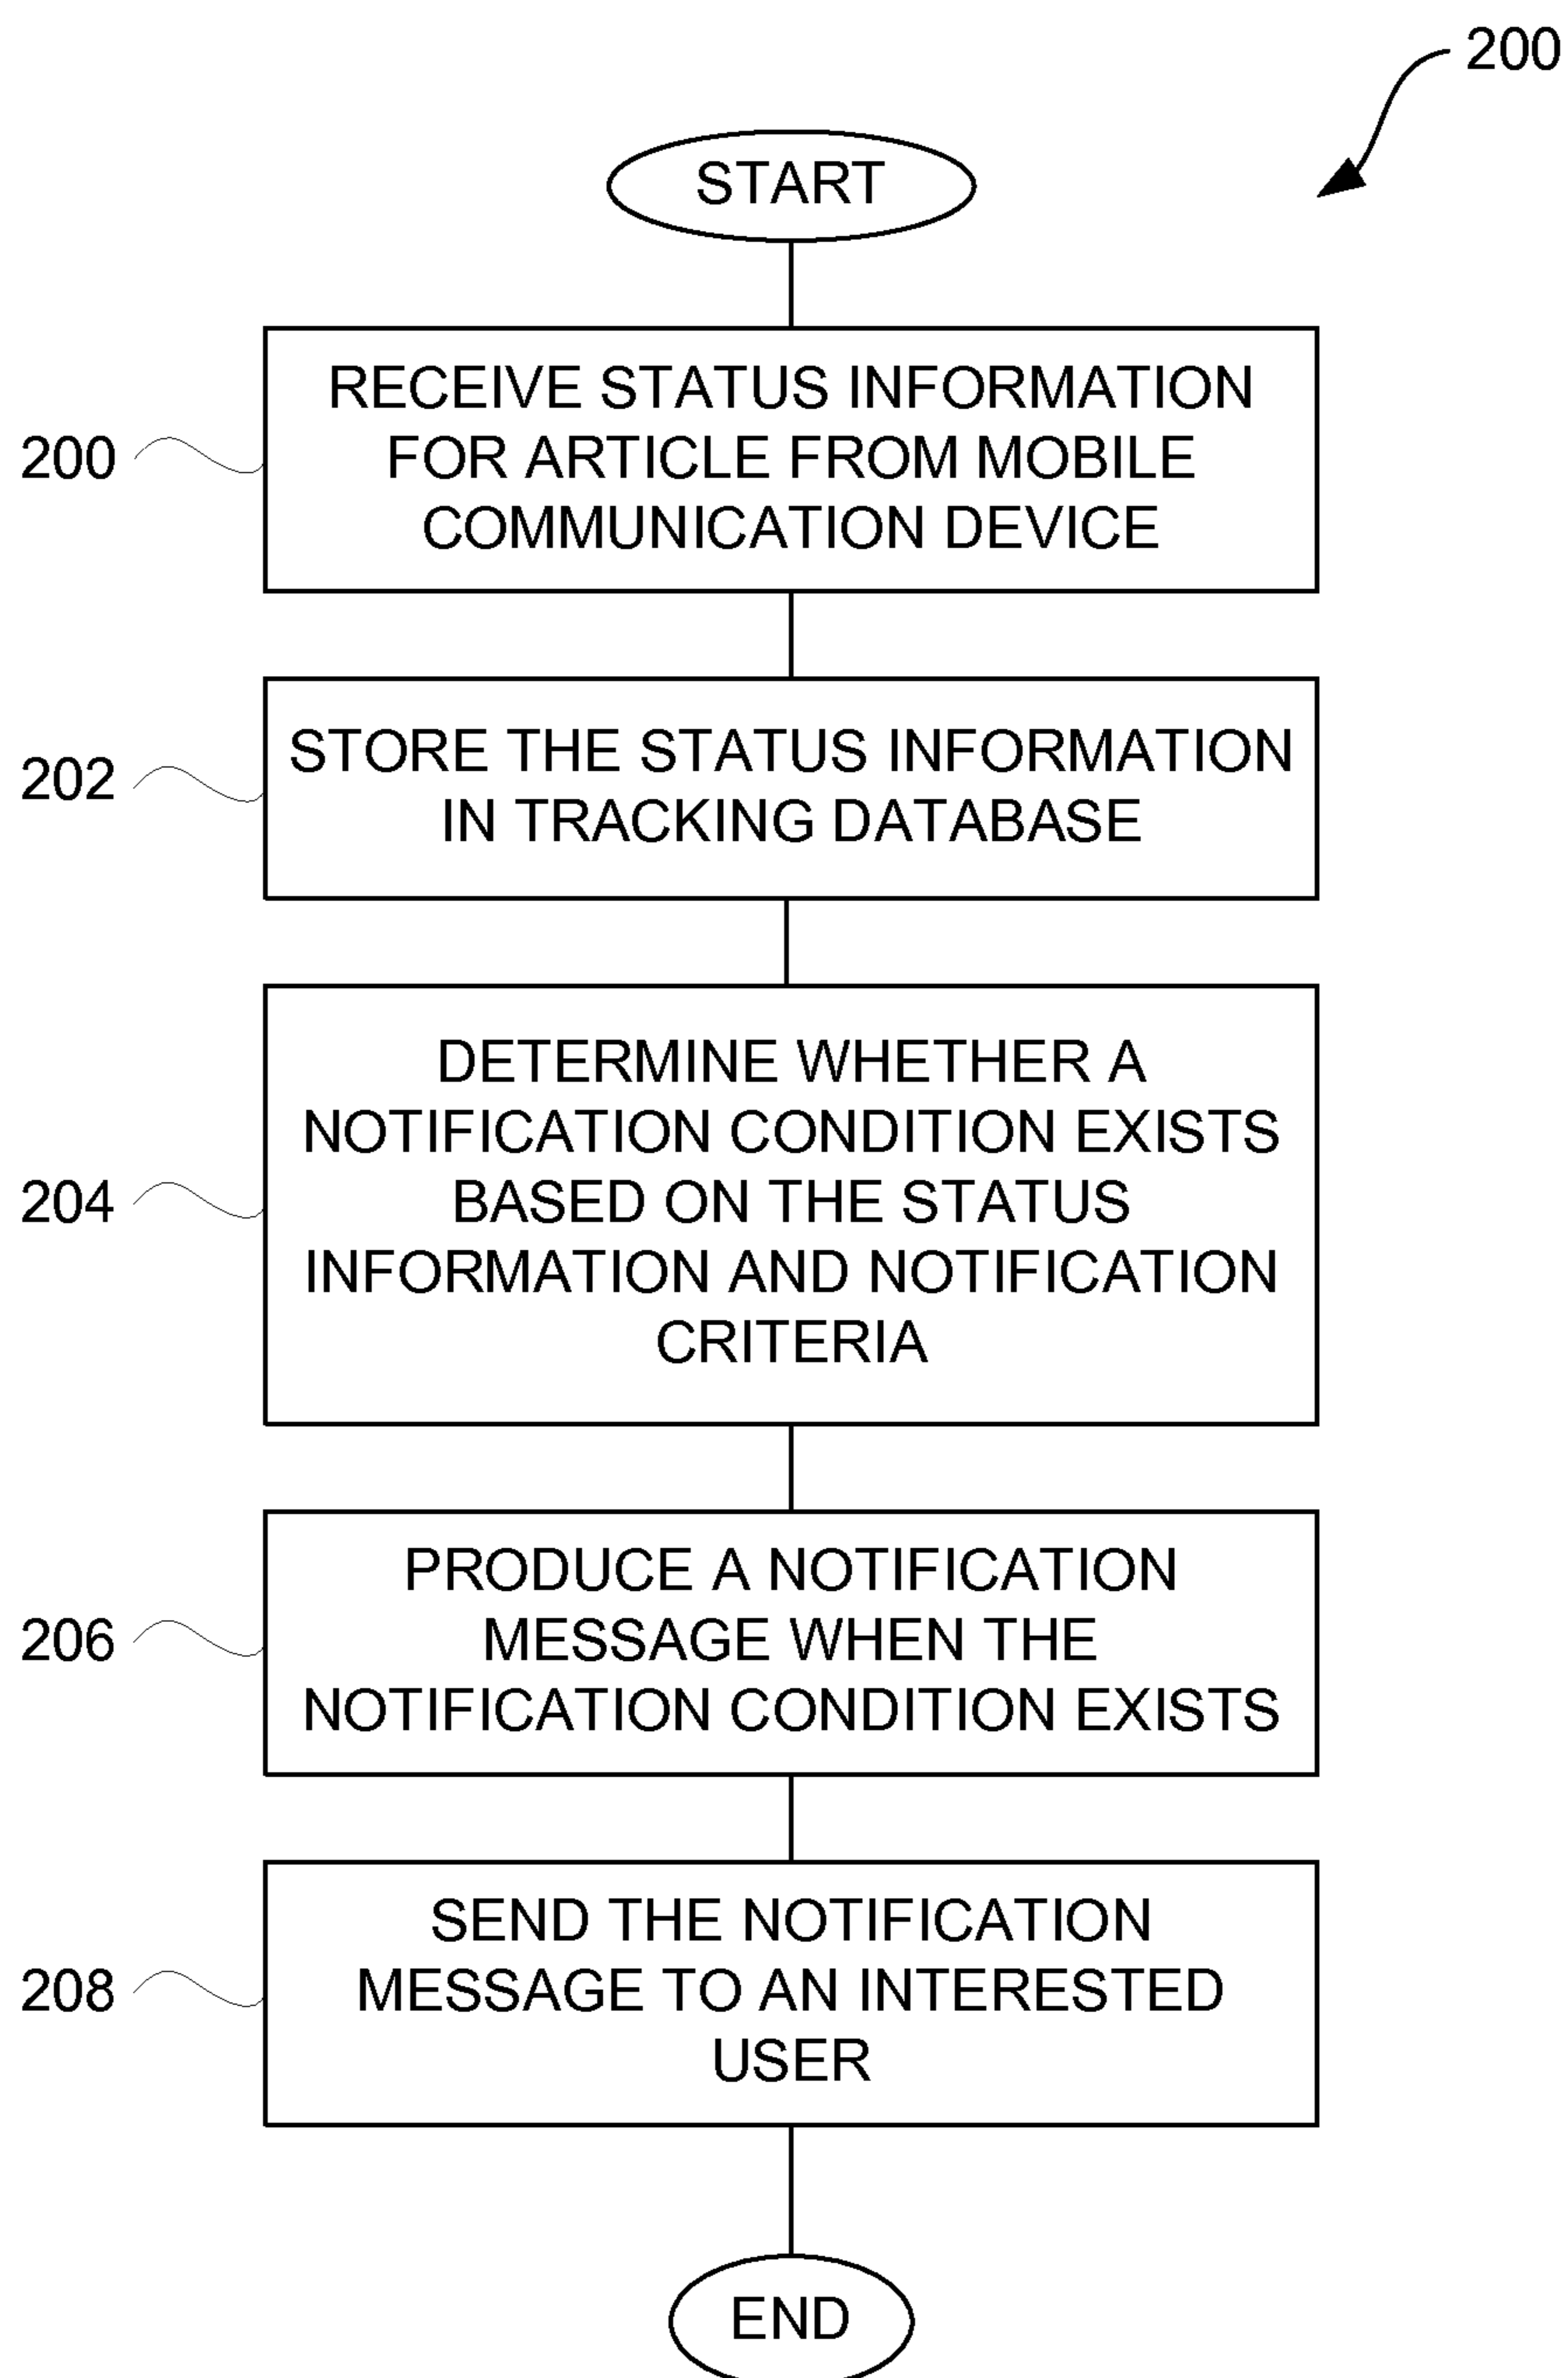 200
START
200
RECEIVE STATUS INFORMATION
FOR ARTICLE FROM MOBILE
COMMUNICATION DEVICE
202
STORE THE STATUS INFORMATION
IN TRACKING DATABASE
204
DETERMINE WHETHER A
NOTIFICATION CONDITION EXISTS
BASED ON THE STATUS
INFORMATION AND NOTIFICATION
CRITERIA
206
PRODUCE A NOTIFICATION
MESSAGE WHEN THE
NOTIFICATION CONDITION EXISTS
208
SEND THE NOTIFICATION
MESSAGE TO AN INTERESTED
USER
END